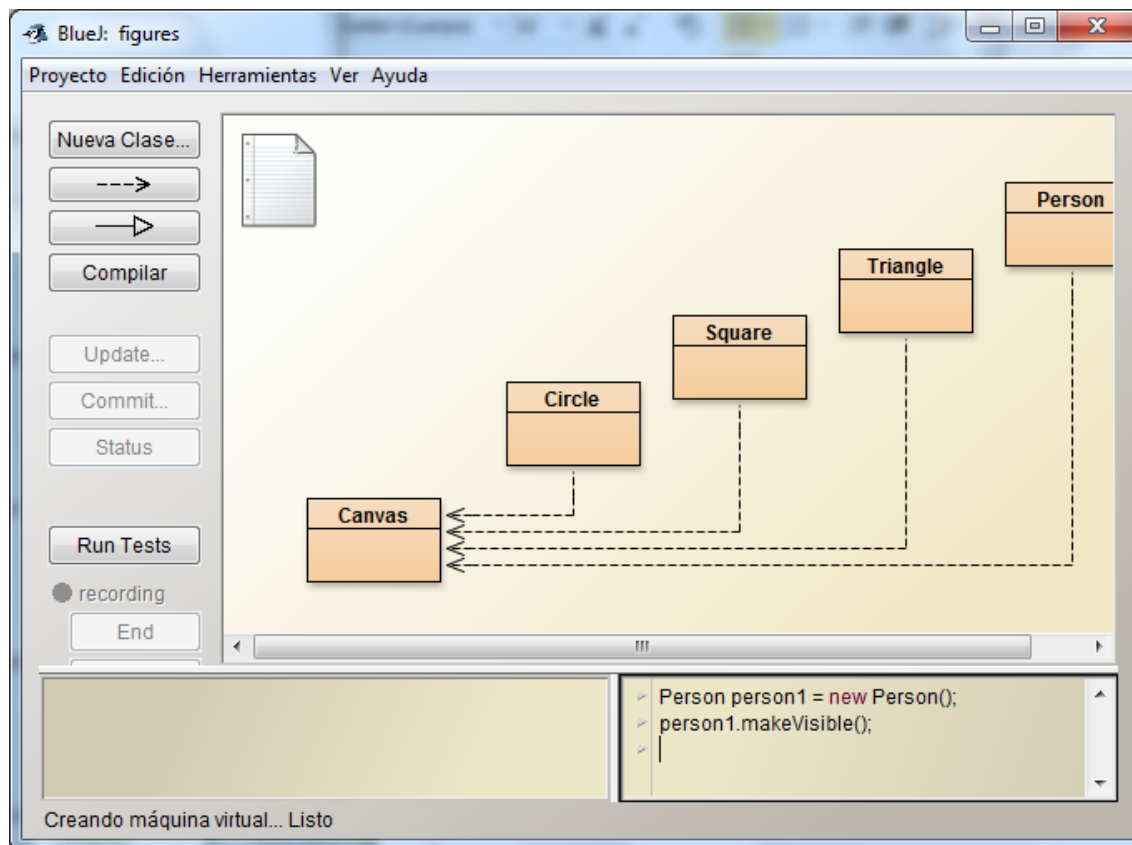 BlueJ: figures
Proyecto Edición Herramientas Ver Ayuda
Nueva Clase...
Compilar
Update...
Commit...
Status
Run Tests
recording
End
Person
Triangle
Square
Circle
Canvas
Person person1 = new Person();
person1.makeVisible();
Creando máquina virtual... Listo